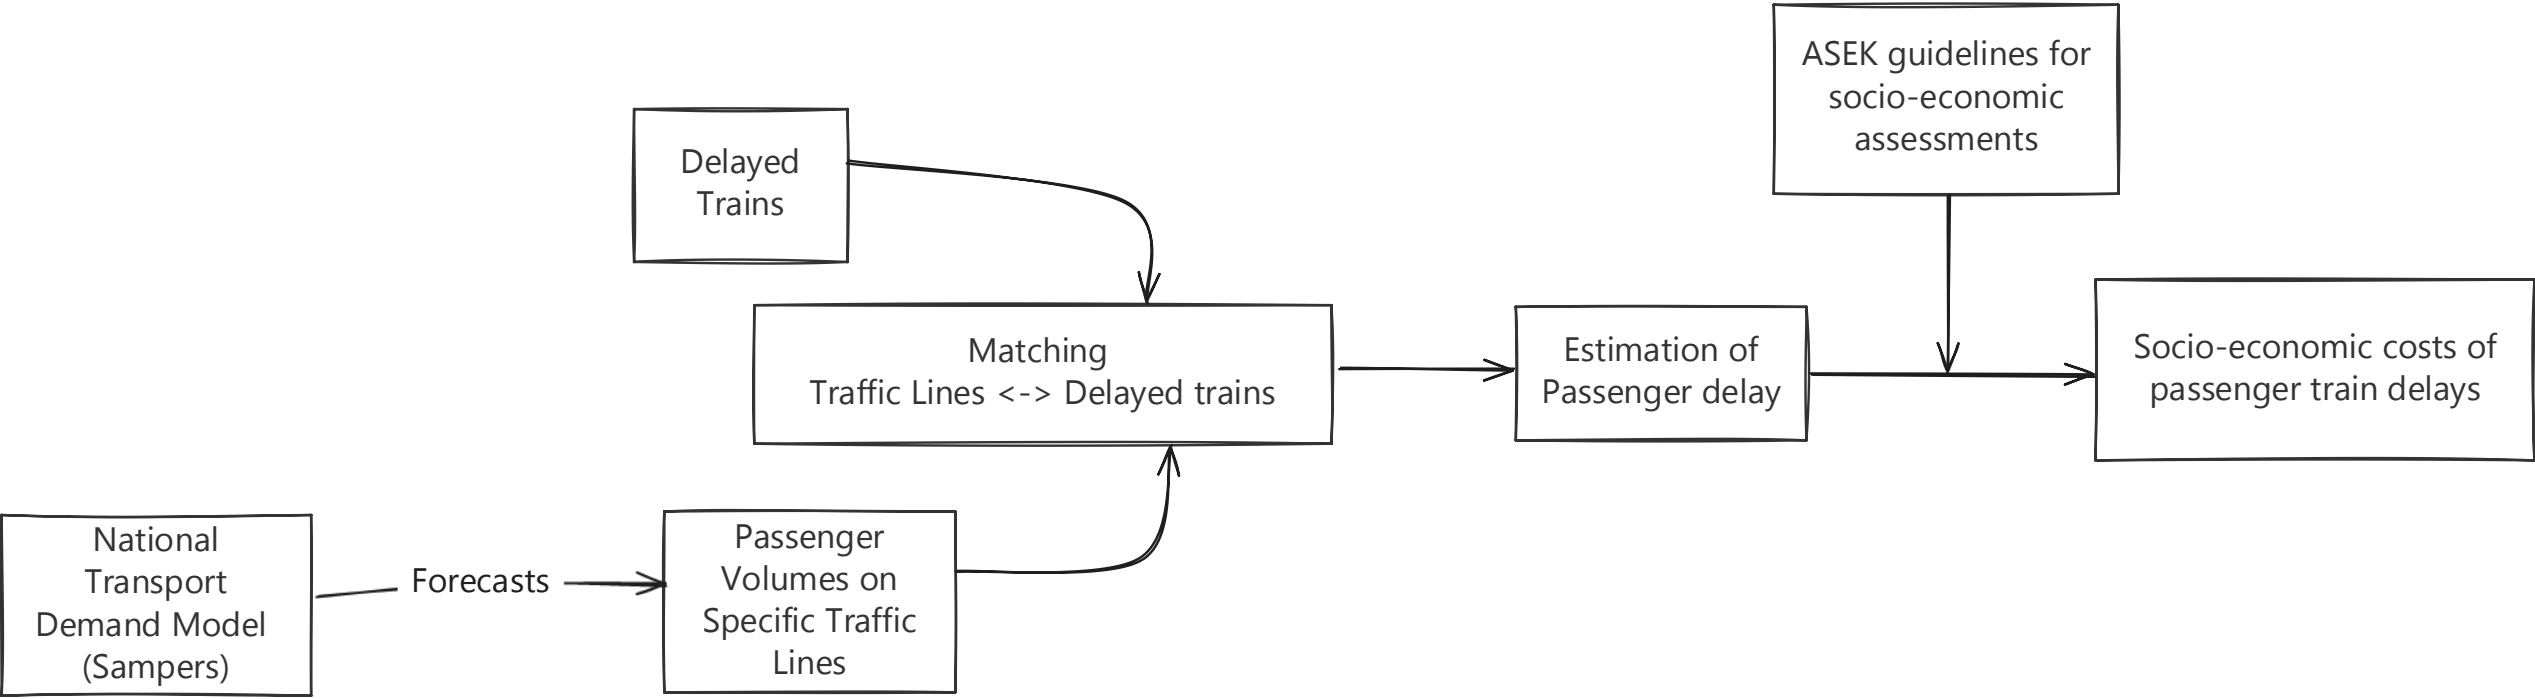 ASEK guidelines for
socio-economic
assessments
Delayed
Trains
Matching
Traffic Lines <-> Delayed trains
Estimation of
Passenger delay
Socio-economic costs of
passenger train delays
National
Transport
Demand Model
(Sampers)
Forecasts
Passenger
Volumes on
Specific Traffic
Lines